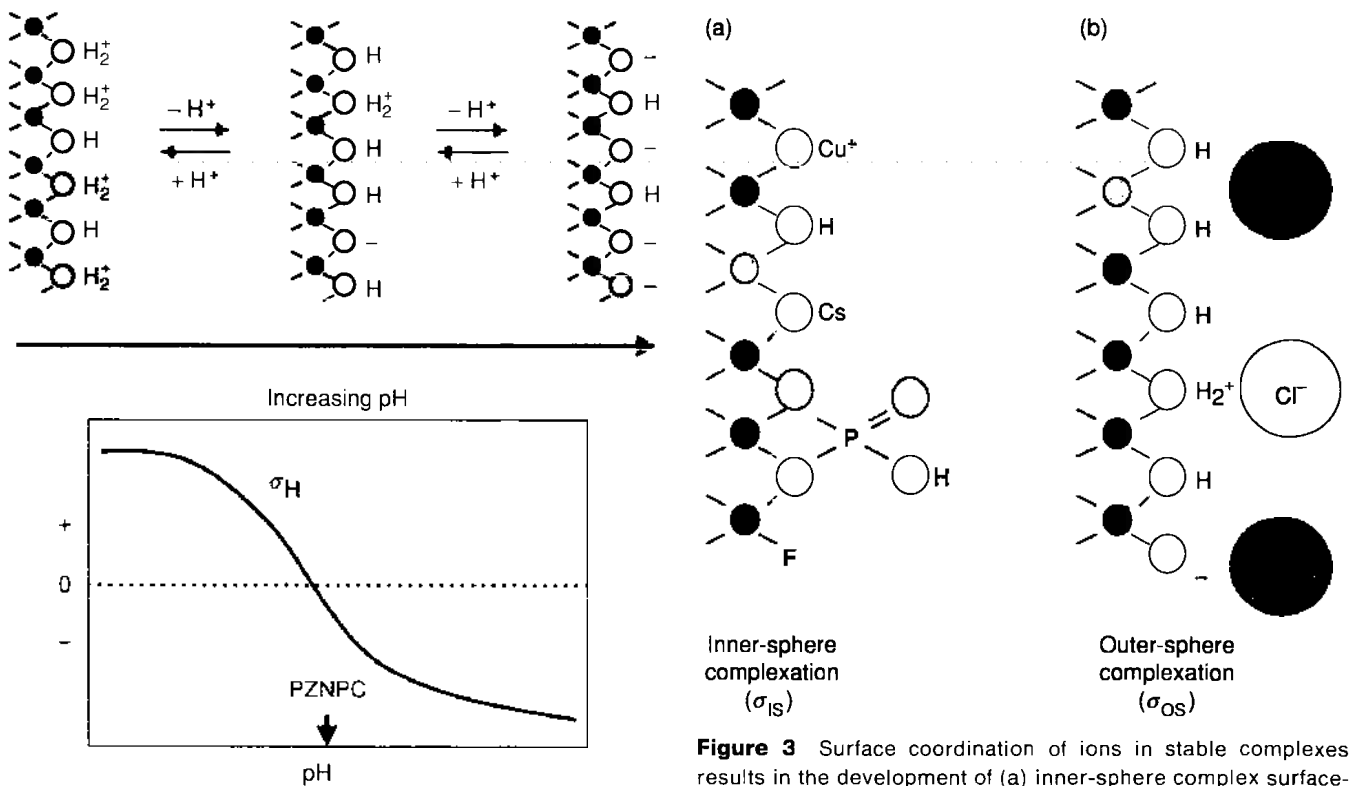 H₂⁺
H₂⁺
H
H₂⁺
H
H₂⁺
− H⁺
+ H⁺
H
H₂⁺
H
H
−
H
− H⁺
+ H⁺
−
H
−
H
−
−
Increasing pH
σH
+
0
−
PZNPC
pH
(a)
Cu⁺
H
Cs
P
H
F
Inner-sphere
complexation
(σIS)
(b)
H
H
H
H₂⁺
Cl⁻
H
−
Outer-sphere
complexation
(σOS)
Figure 3 Surface coordination of ions in stable complexes
results in the development of (a) inner-sphere complex surface-